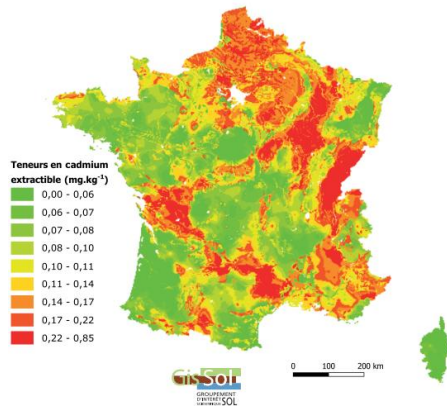 Teneurs en cadmium
extractible (mg.kg⁻¹)
0,00 - 0,06
0,06 - 0,07
0,07 - 0,08
0,08 - 0,10
0,10 - 0,11
0,11 - 0,14
0,14 - 0,17
0,17 - 0,22
0,22 - 0,85
0 100 200 km
GisSol
GROUPEMENT
D'INTÉRÊT
SOL